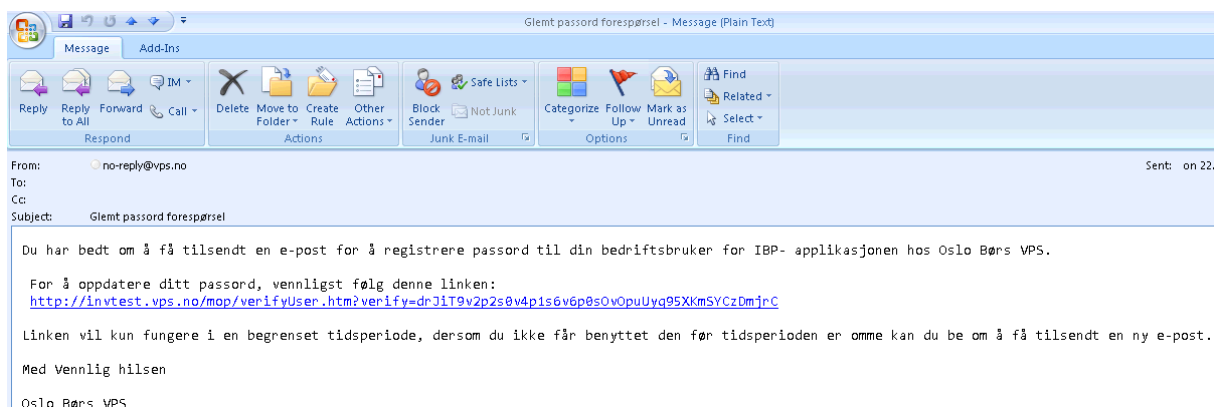 Glemt passord forespørsel - Message (Plain Text)
Message Add-Ins
Reply Reply to All Forward IM Call Delete Move to Folder Create Rule Other Actions Block Sender Safe Lists Not Junk Categorize Follow Up Mark as Unread Find Related Select
Respond Actions Junk E-mail Options Find
From: no-reply@vps.no Sent: on 22.
To:
Cc:
Subject: Glemt passord forespørsel
Du har bedt om å få tilsendt en e-post for å registrere passord til din bedriftsbruker for IBP- applikasjonen hos Oslo Børs VPS.
For å oppdatere ditt passord, vennligst følg denne linken:
http://invtest.vps.no/mop/verifyUser.htm?verify=drJiT9v2p2s0v4p1s6v6p0sOvOpuUyq95XKmSYCzDmjrC
Linken vil kun fungere i en begrenset tidsperiode, dersom du ikke får benyttet den før tidsperioden er omme kan du be om å få tilsendt en ny e-post.
Med Vennlig hilsen
Oslo Børs VPS